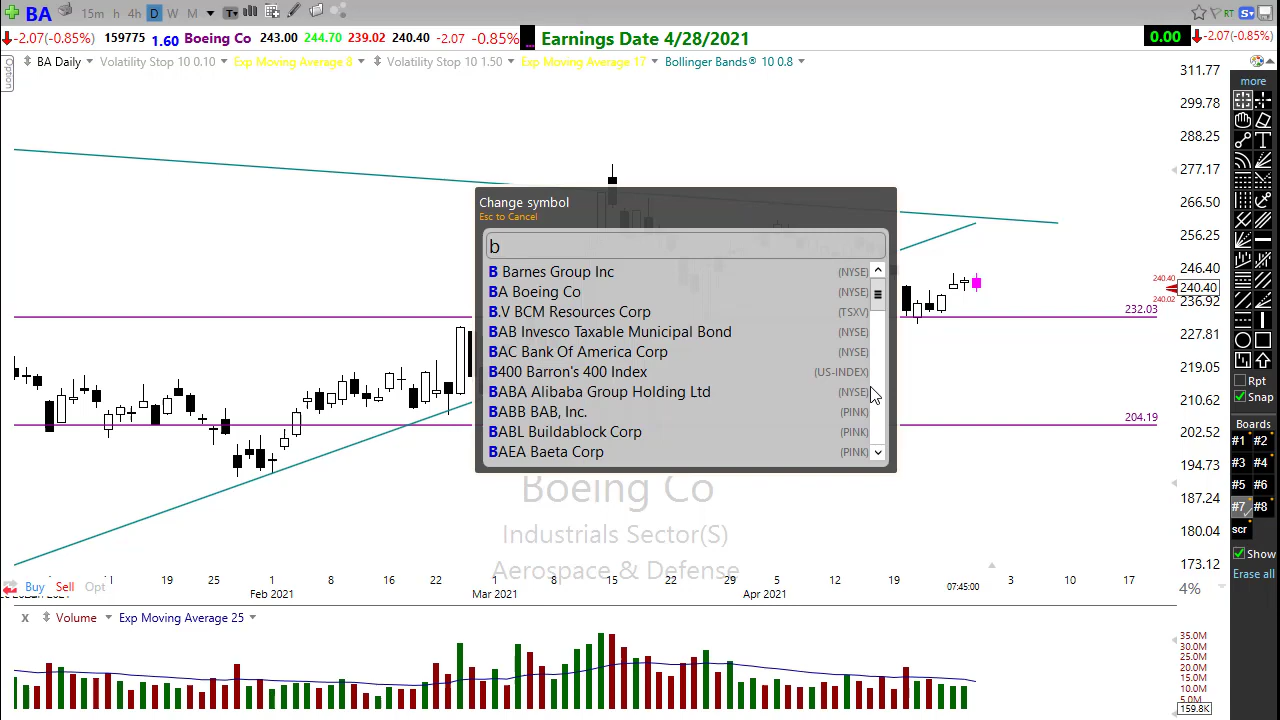 BA 15m h 4h D W M T
RT S
-2.07(-0.85%) 159775 1.60 Boeing Co 243.00 244.70 239.02 240.40 -2.07 -0.85% Earnings Date 4/28/2021 0.00 -2.07(-0.85%)
Option
BA Daily Volatility Stop 10 0.10 Exp Moving Average 8 Volatility Stop 10 1.50 Exp Moving Average 17 Bollinger Bands® 10 0.8
311.77
299.78
288.25
277.17
266.50
256.25
246.40
240.40
236.92
227.81
219.05
210.62
202.52
194.73
187.24
180.04
173.12
240.40
240.02
232.03
204.19
Change symbol
Esc to Cancel
b
B Barnes Group Inc (NYSE)
BA Boeing Co (NYSE)
B.V BCM Resources Corp (TSXV)
BAB Invesco Taxable Municipal Bond (NYSE)
BAC Bank Of America Corp (NYSE)
B400 Barron's 400 Index (US-INDEX)
BABA Alibaba Group Holding Ltd (NYSE)
ABB BAB, Inc. (PINK)
BABL Buildablock Corp (PINK)
BAEA Baeta Corp (PINK)
Boeing Co
Industrials Sector(S)
Aerospace & Defense
more
T
Rpt
Snap
Boards
#1 #2
#3 #4
#5 #6
#7 #8
scr
Show
Erase all
19 25 1 8 16 22 1 8 15 22 29 5 12 19 3 10 17
Buy Sell Opt
Feb 2021 Mar 2021 Apr 2021 07:45:00
4%
x Volume Exp Moving Average 25
35.0M
30.0M
25.0M
20.0M
15.0M
10.0M
5.0M
159.8K